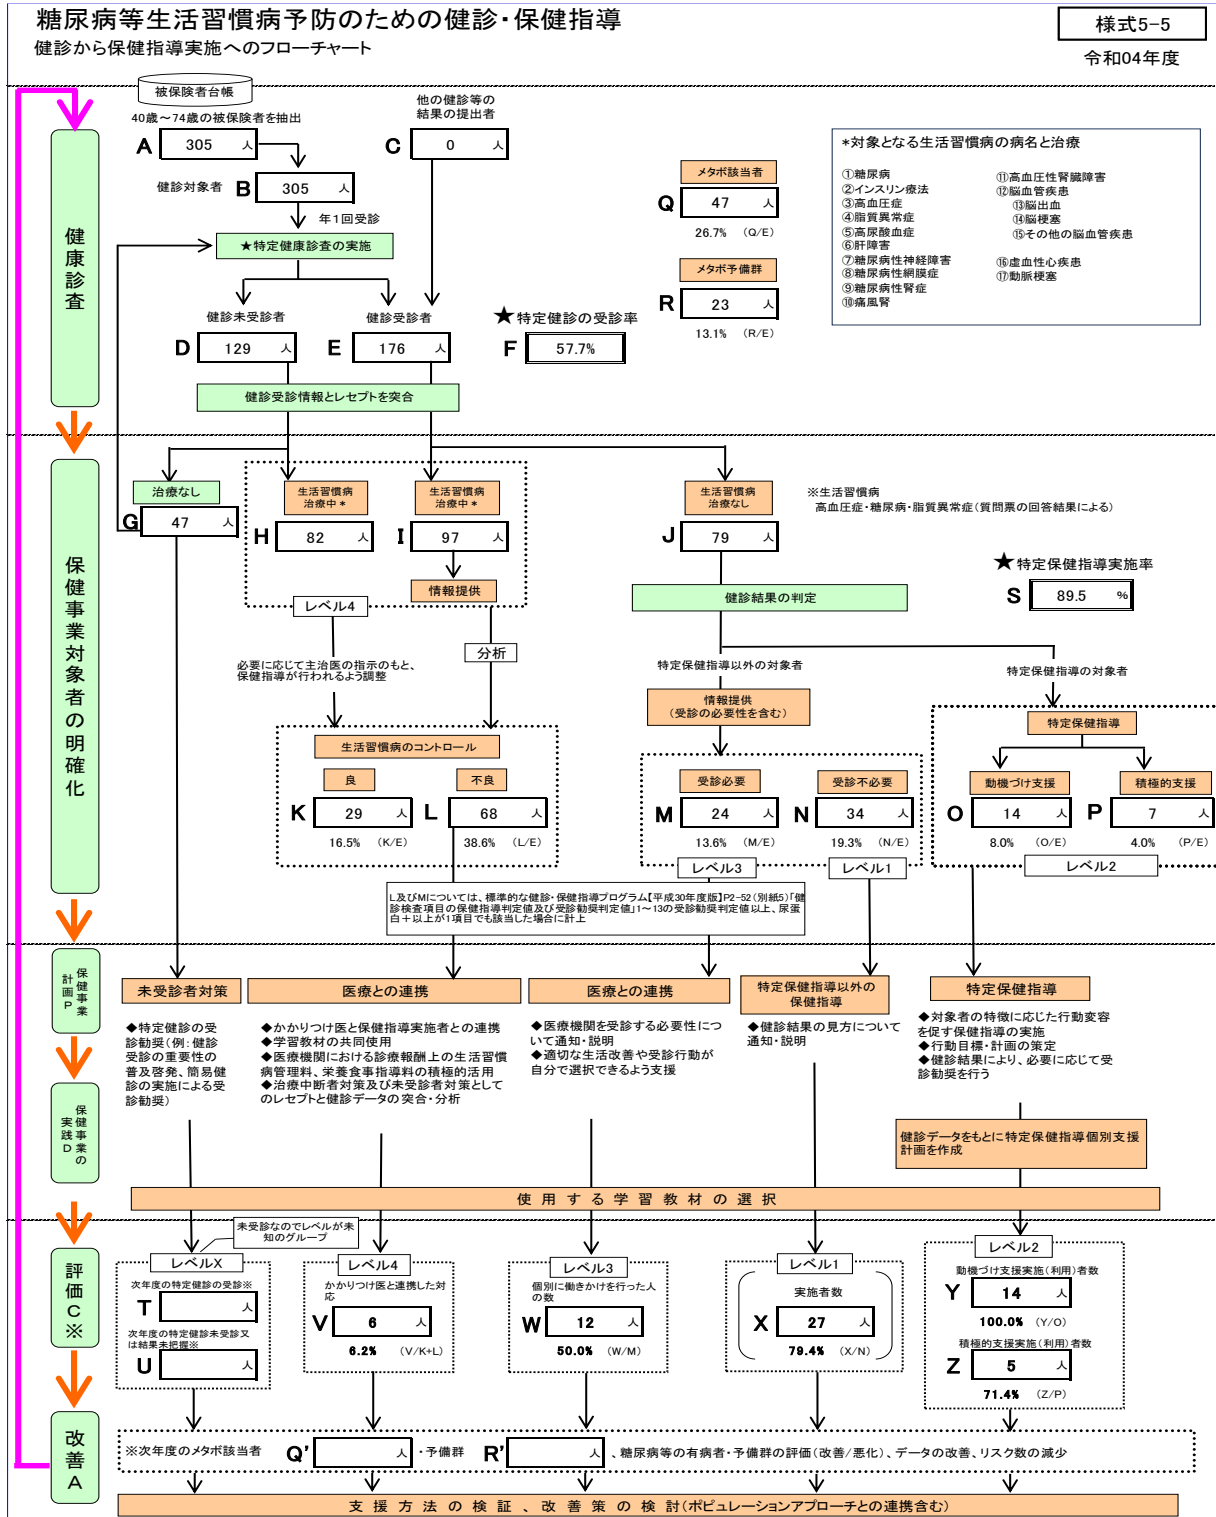 糖尿病等生活習慣病予防のための健診・保健指導
様式5-5
健診から保健指導実施へのフローチャート
令和04年度
被保険者台帳
40歳～74歳の被保険者を抽出
他の健診等の
結果の提出者
A 305 人
C 0 人
健診対象者 B 305 人
年1回受診
★特定健康診査の実施
健診未受診者
健診受診者
D 129 人
E 176 人
★特定健診の受診率
F 57.7%
健診受診情報とレセプトを突合
メタボ該当者
Q 47 人
26.7% (Q/E)
メタボ予備群
R 23 人
13.1% (R/E)
*対象となる生活習慣病の病名と治療
①糖尿病
②インスリン療法
③高血圧症
④脂質異常症
⑤高尿酸血症
⑥肝障害
⑦糖尿病性神経障害
⑧糖尿病性網膜症
⑨糖尿病性腎症
⑩痛風腎
⑪高血圧性腎臓障害
⑫脳血管疾患
⑬脳出血
⑭脳梗塞
⑮その他の脳血管疾患
⑯虚血性心疾患
⑰動脈梗塞
健康診査
保健事業対象者の明確化
治療なし
G 47 人
生活習慣病
治療中*
H 82 人
生活習慣病
治療中*
I 97 人
情報提供
レベル4
分析
必要に応じて主治医の指示のもと、
保健指導が行われるよう調整
生活習慣病のコントロール
良
不良
K 29 人
L 68 人
16.5% (K/E)
38.6% (L/E)
生活習慣病
治療なし
J 79 人
※生活習慣病
高血圧症・糖尿病・脂質異常症(質問票の回答結果による)
健診結果の判定
★特定保健指導実施率
S 89.5 %
特定保健指導以外の対象者
特定保健指導の対象者
情報提供
(受診の必要性を含む)
受診必要
受診不必要
M 24 人
N 34 人
13.6% (M/E)
19.3% (N/E)
レベル3
レベル1
特定保健指導
動機づけ支援
積極的支援
O 14 人
P 7 人
8.0% (O/E)
4.0% (P/E)
レベル2
L及びMについては、標準的な健診・保健指導プログラム【平成30年度版】P2-52(別紙5)「健
診検査項目の保健指導判定値及び受診勧奨判定値」1～13の受診勧奨判定値以上、尿蛋
白+以上が1項目でも該当した場合に計上
保健事業
計画P
保健事業の
実践D
未受診者対策
◆特定健診の受
診勧奨(例:健診
受診の重要性の
普及啓発、簡易健
診の実施による受
診勧奨)
医療との連携
◆かかりつけ医と保健指導実施者との連携
◆学習教材の共同使用
◆医療機関における診療報酬上の生活習慣
病管理料、栄養食事指導料の積極的活用
◆治療中断者対策及び未受診者対策として
のレセプトと健診データの突合・分析
医療との連携
◆医療機関を受診する必要性につ
いて通知・説明
◆適切な生活改善や受診行動が
自分で選択できるよう支援
特定保健指導以外の
保健指導
◆健診結果の見方について
通知・説明
特定保健指導
◆対象者の特徴に応じた行動変容
を促す保健指導の実施
◆行動目標・計画の策定
◆健診結果により、必要に応じて受
診勧奨を行う
健診データをもとに特定保健指導個別支援
計画を作成
使用する学習教材の選択
評価C※
未受診なのでレベルが未
知のグループ
レベルX
次年度の特定健診の受診※
T 人
次年度の特定健診未受診又
は結果未把握※
U 人
レベル4
かかりつけ医と連携した対
応
V 6 人
6.2% (V/K+L)
レベル3
個別に働きかけを行った人
の数
W 12 人
50.0% (W/M)
レベル1
実施者数
X 27 人
79.4% (X/N)
レベル2
動機づけ支援実施(利用)者数
Y 14 人
100.0% (Y/O)
積極的支援実施(利用)者数
Z 5 人
71.4% (Z/P)
改善A
※次年度のメタボ該当者 Q' 人 ・予備群 R' 人 、糖尿病等の有病者・予備群の評価(改善/悪化)、データの改善、リスク数の減少
支援方法の検証、改善策の検討(ポピュレーションアプローチとの連携含む)